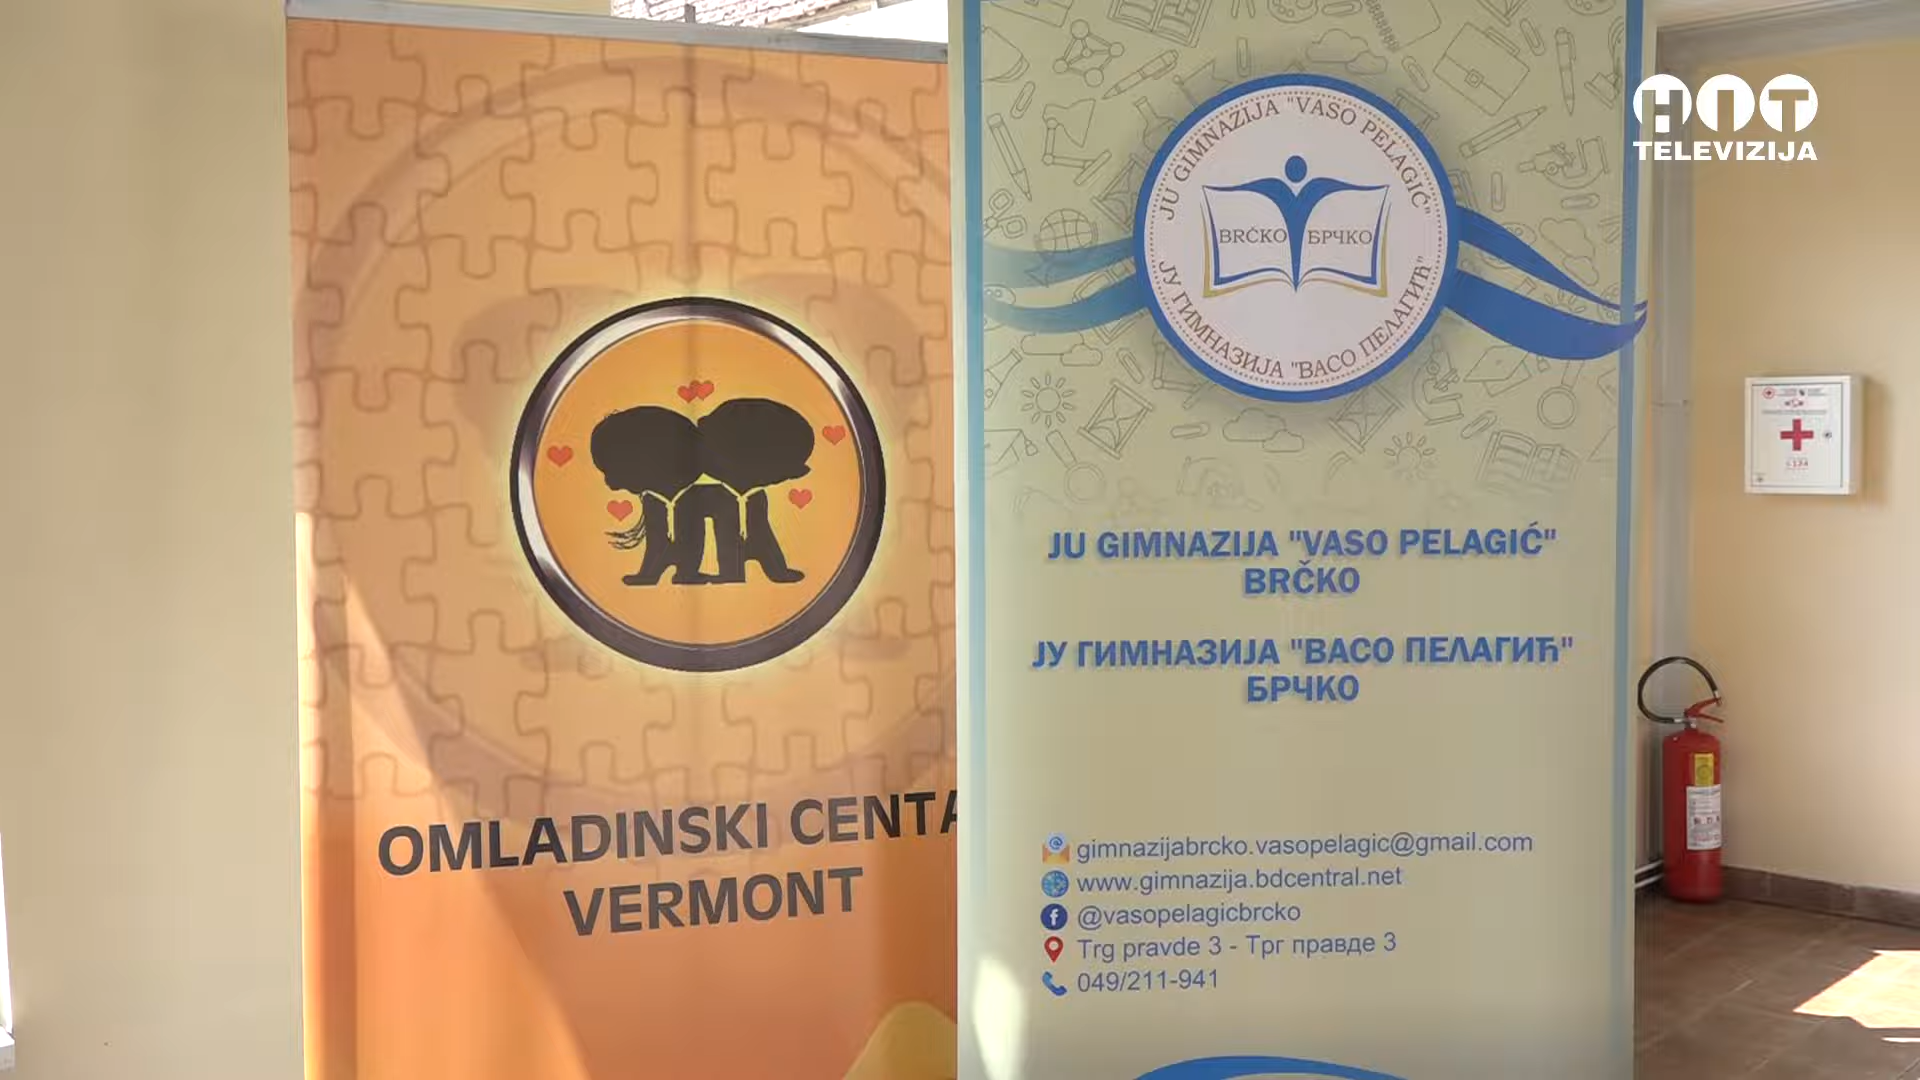 HIT
TELEVIZIJA
JU GIMNAZIJA "VASO PELAGIĆ"
BRČKO БРЧКО
ЈУ ГИМНАЗИЈА "ВАСО ПЕЛАГИЋ"
OMLADINSKI CENTA
VERMONT
JU GIMNAZIJA "VASO PELAGIĆ"
BRČKO
ЈУ ГИМНАЗИЈА "ВАСО ПЕЛАГИЋ"
БРЧКО
gimnazijabrcko.vasopelagic@gmail.com
www.gimnazija.bdcentral.net
@vasopelagicbrcko
Trg pravde 3 - Трг правде 3
049/211-941
124